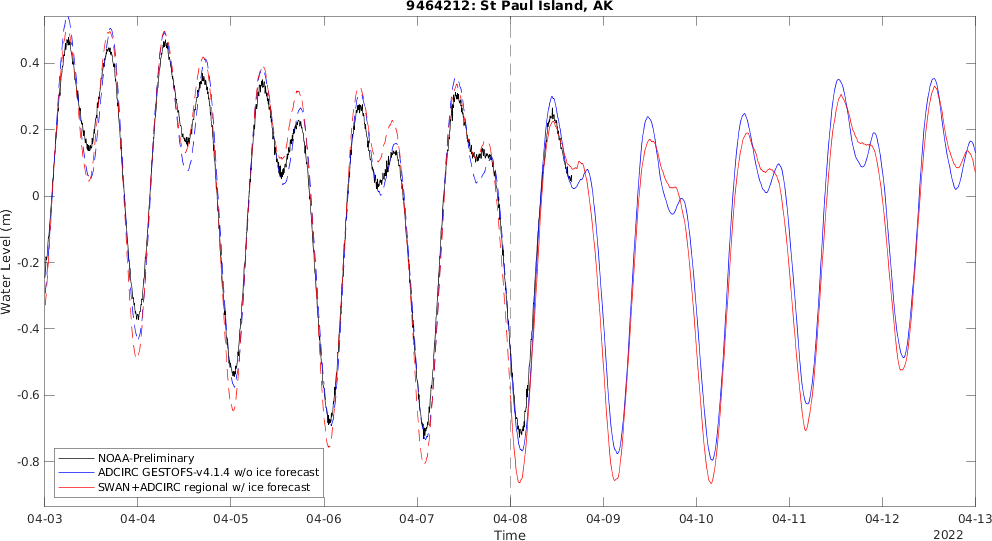 9464212: St Paul Island, AK
0.4
0.2
0
-0.2
-0.4
-0.6
-0.8
Water Level (m)
NOAA-Preliminary
ADCIRC GESTOFS-v4.1.4 w/o ice forecast
SWAN+ADCIRC regional w/ ice forecast
04-03 04-04 04-05 04-06 04-07 04-08 04-09 04-10 04-11 04-12 04-13
Time
2022